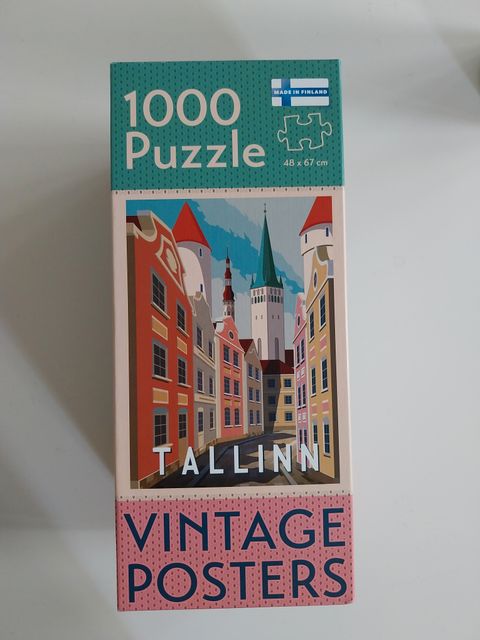 1000
Puzzle
MADE IN FINLAND
48 x 67 cm
TALLINN
VINTAGE
POSTERS